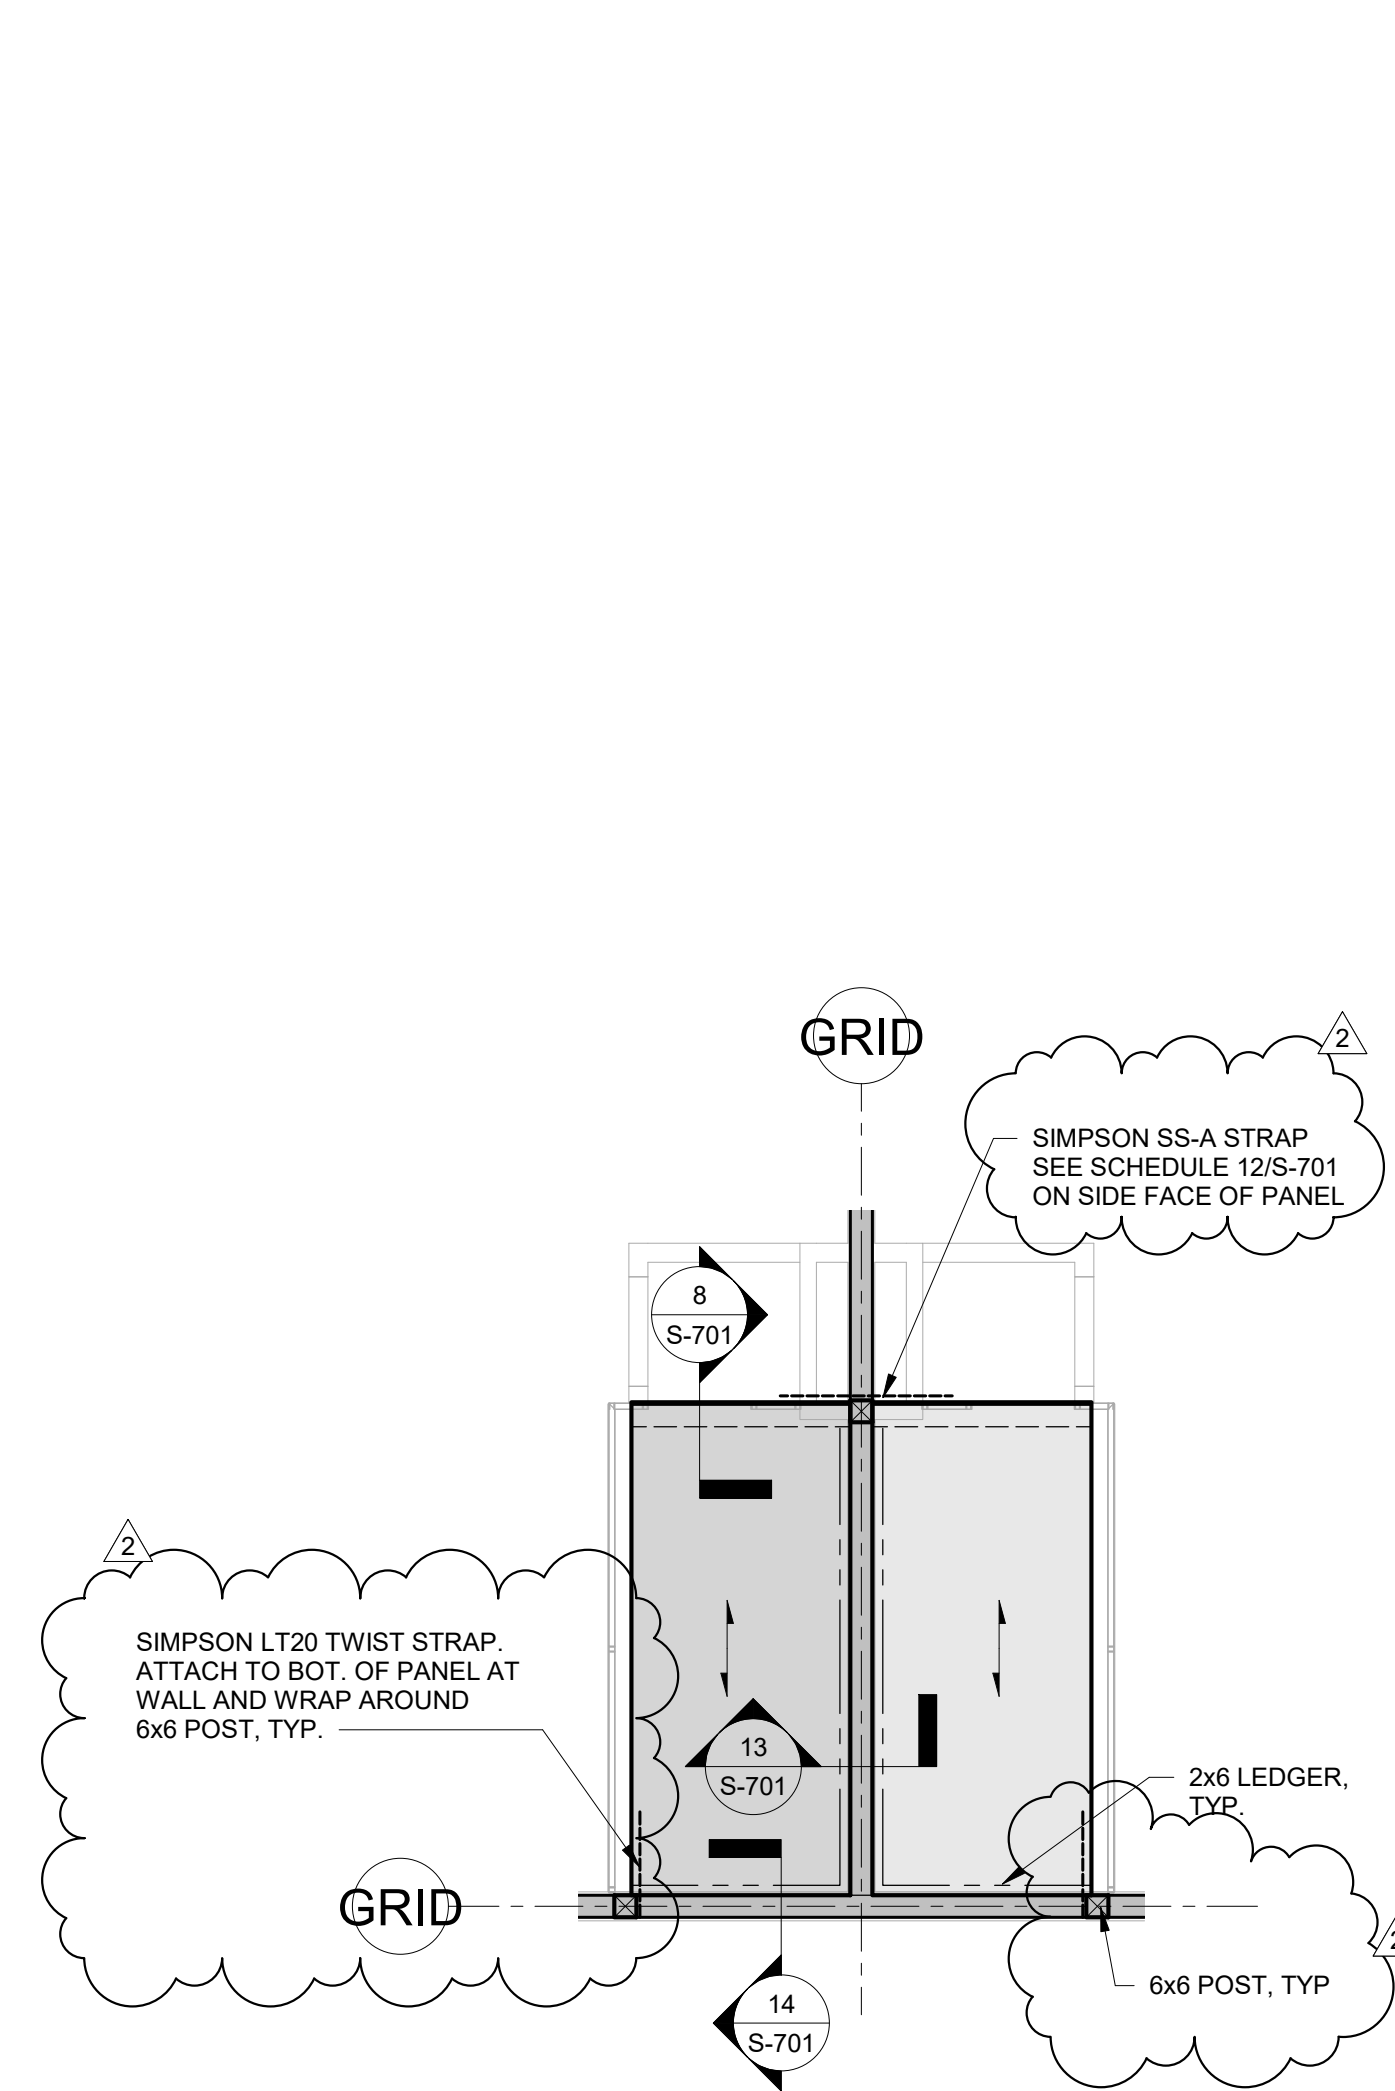 GRID
2
SIMPSON SS-A STRAP
SEE SCHEDULE 12/S-701
ON SIDE FACE OF PANEL
8
S-701
2
SIMPSON LT20 TWIST STRAP.
ATTACH TO BOT. OF PANEL AT
WALL AND WRAP AROUND
6x6 POST, TYP.
13
S-701
2x6 LEDGER,
TYP.
GRID
2
6x6 POST, TYP
14
S-701